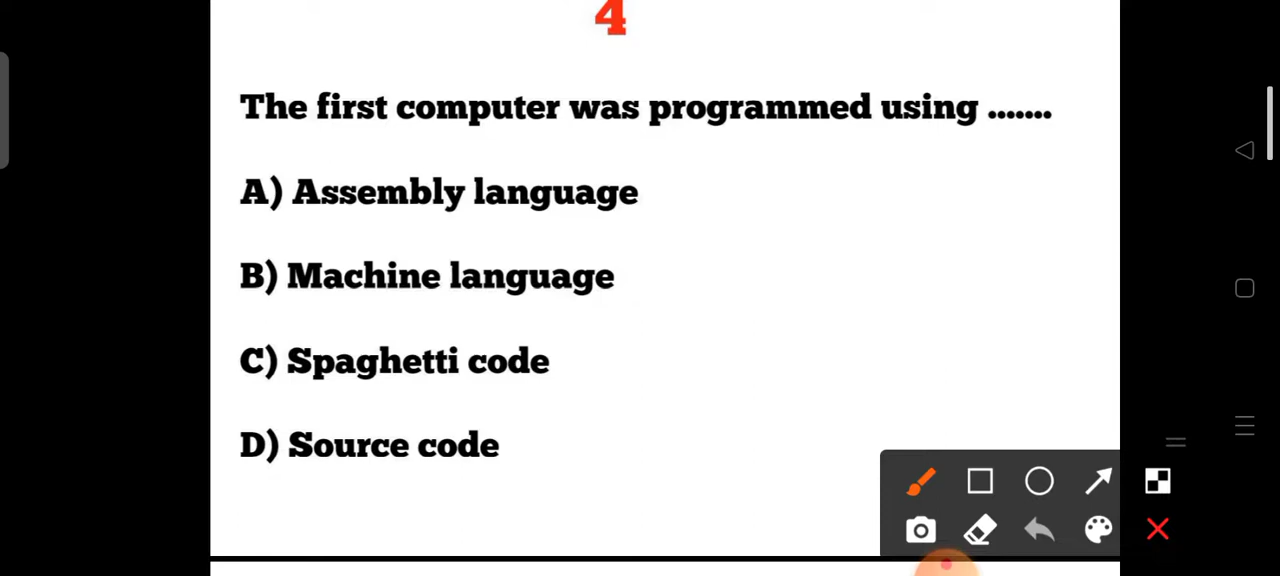 4
The first computer was programmed using .......
A) Assembly language
B) Machine language
C) Spaghetti code
D) Source code